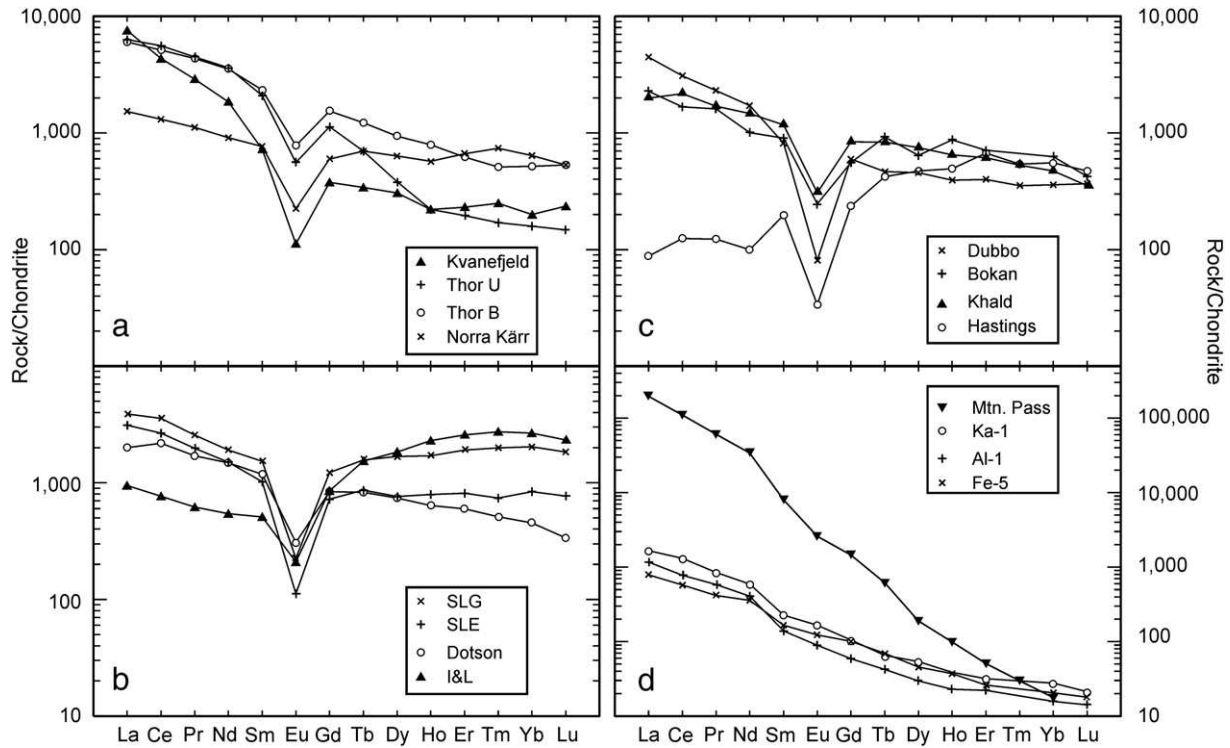 10,000
1,000
100
Rock/Chondrite
a
Kvanefjeld
Thor U
Thor B
Norra Kärr
1,000
100
10
Rock/Chondrite
b
SLG
SLE
Dotson
I&L
La Ce Pr Nd Sm Eu Gd Tb Dy Ho Er Tm Yb Lu
10,000
1,000
100
Rock/Chondrite
c
Dubbo
Bokan
Khald
Hastings
100,000
10,000
1,000
100
10
d
Mtn. Pass
Ka-1
Al-1
Fe-5
La Ce Pr Nd Sm Eu Gd Tb Dy Ho Er Tm Yb Lu